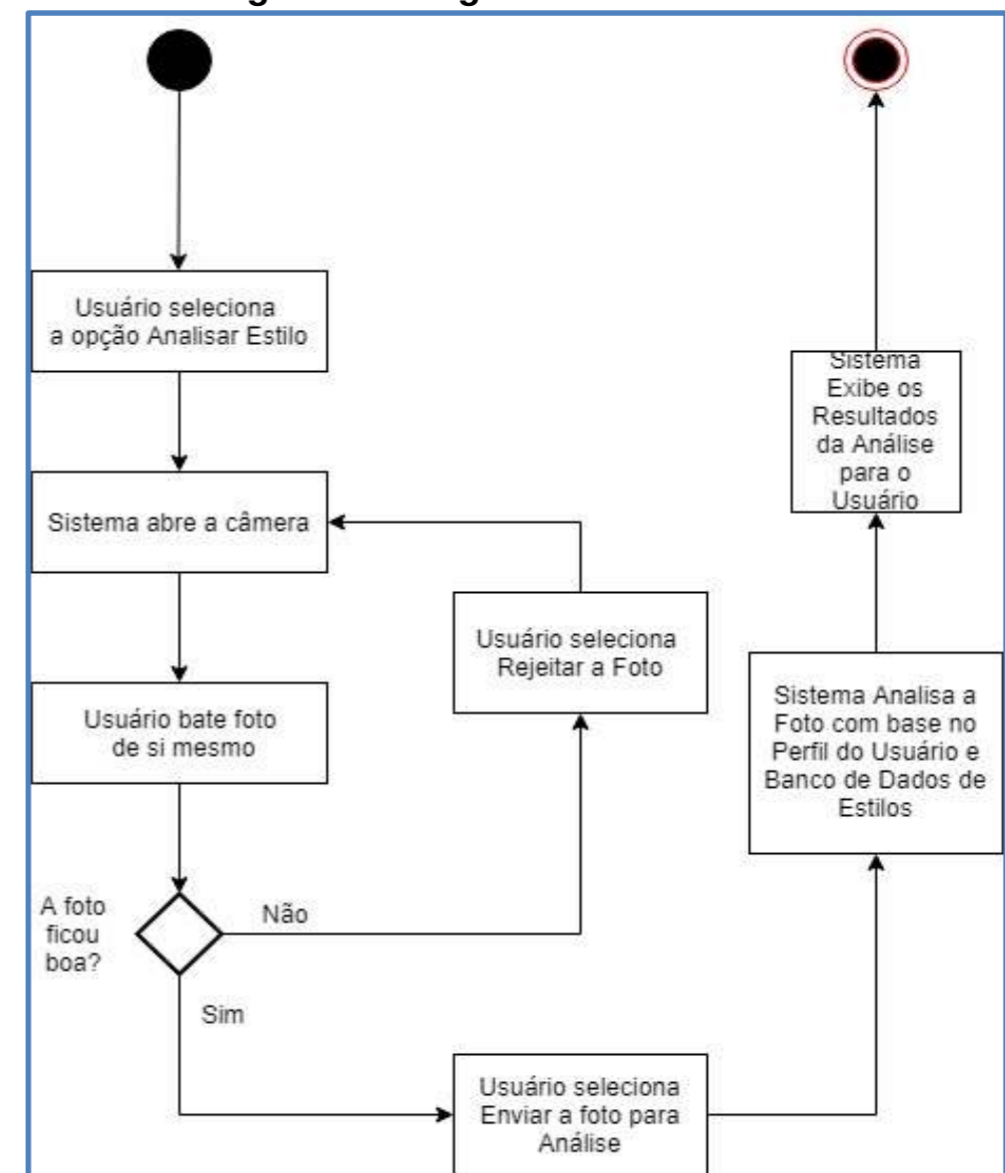 Usuário seleciona
a opção Analisar Estilo
Sistema abre a câmera
Usuário bate foto
de si mesmo
A foto
ficou
boa?
Não
Sim
Usuário seleciona
Rejeitar a Foto
Usuário seleciona
Enviar a foto para
Análise
Sistema Analisa a
Foto com base no
Perfil do Usuário e
Banco de Dados de
Estilos
Sistema
Exibe os
Resultados
da Análise
para o
Usuário